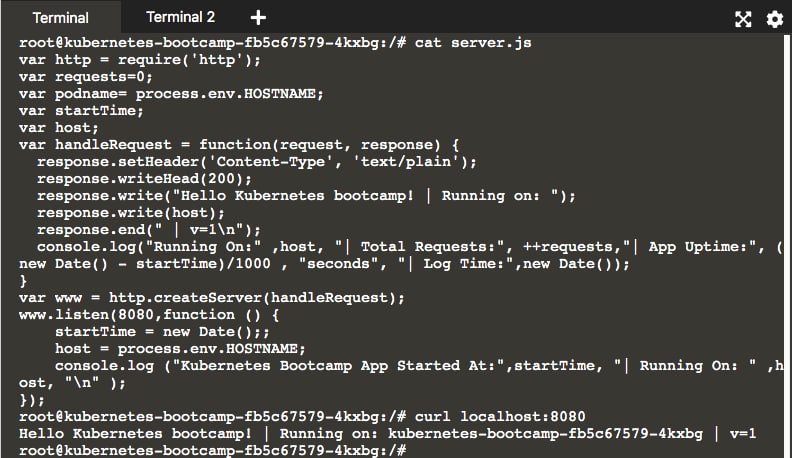 Terminal
Terminal 2
+
root@kubernetes-bootcamp-fb5c67579-4kxbg:/# cat server.js
var http = require('http');
var requests=0;
var podname= process.env.HOSTNAME;
var startTime;
var host;
var handleRequest = function(request, response) {
  response.setHeader('Content-Type', 'text/plain');
  response.writeHead(200);
  response.write("Hello Kubernetes bootcamp! | Running on: ");
  response.write(host);
  response.end(" | v=1\n");
  console.log("Running On:" ,host, "| Total Requests:", ++requests,"| App Uptime:", (
new Date() - startTime)/1000 , "seconds", "| Log Time:",new Date());
}
var www = http.createServer(handleRequest);
www.listen(8080,function () {
    startTime = new Date();;
    host = process.env.HOSTNAME;
    console.log ("Kubernetes Bootcamp App Started At:",startTime, "| Running On: " ,h
ost, "\n" );
});
root@kubernetes-bootcamp-fb5c67579-4kxbg:/# curl localhost:8080
Hello Kubernetes bootcamp! | Running on: kubernetes-bootcamp-fb5c67579-4kxbg | v=1
root@kubernetes-bootcamp-fb5c67579-4kxbg:/#